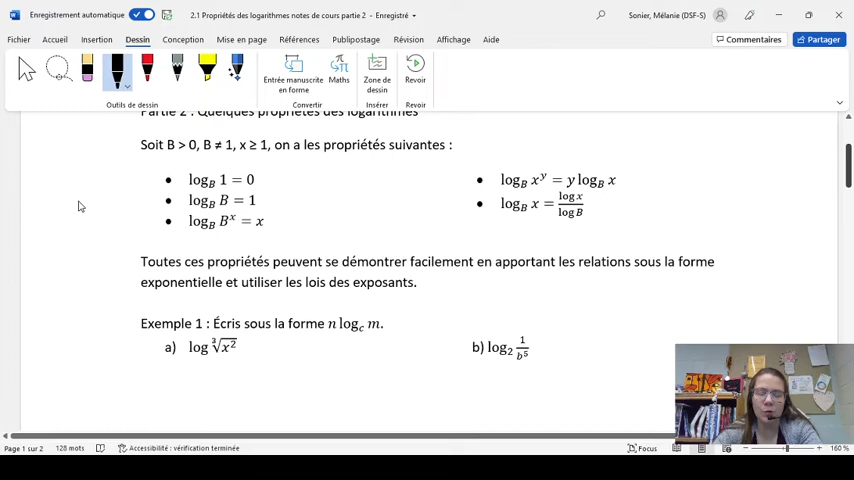 Enregistrement automatique
2.1 Propriétés des logarithmes notes de cours partie 2 - Enregistré
Sonier, Mélanie (DSF-S)
Fichier Accueil Insertion Dessin Conception Mise en page Références Publipostage Révision Affichage Aide
Commentaires Partager
Entrée manuscrite en forme
Maths
Zone de dessin
Revoir
Outils de dessin Convertir Insérer Revoir
Partie 2 : Quelques propriétés des logarithmes
Soit B > 0, B ≠ 1, x ≥ 1, on a les propriétés suivantes :
• log_B 1 = 0
• log_B B = 1
• log_B B^x = x
• log_B x^y = y log_B x
• log_B x = log x / log B
Toutes ces propriétés peuvent se démontrer facilement en apportant les relations sous la forme
exponentielle et utiliser les lois des exposants.
Exemple 1 : Écris sous la forme n log_c m.
a) log ∛x²
b) log₂ 1/b⁵
Page 1 sur 2 128 mots Accessibilité : vérification terminée Focus 160 %